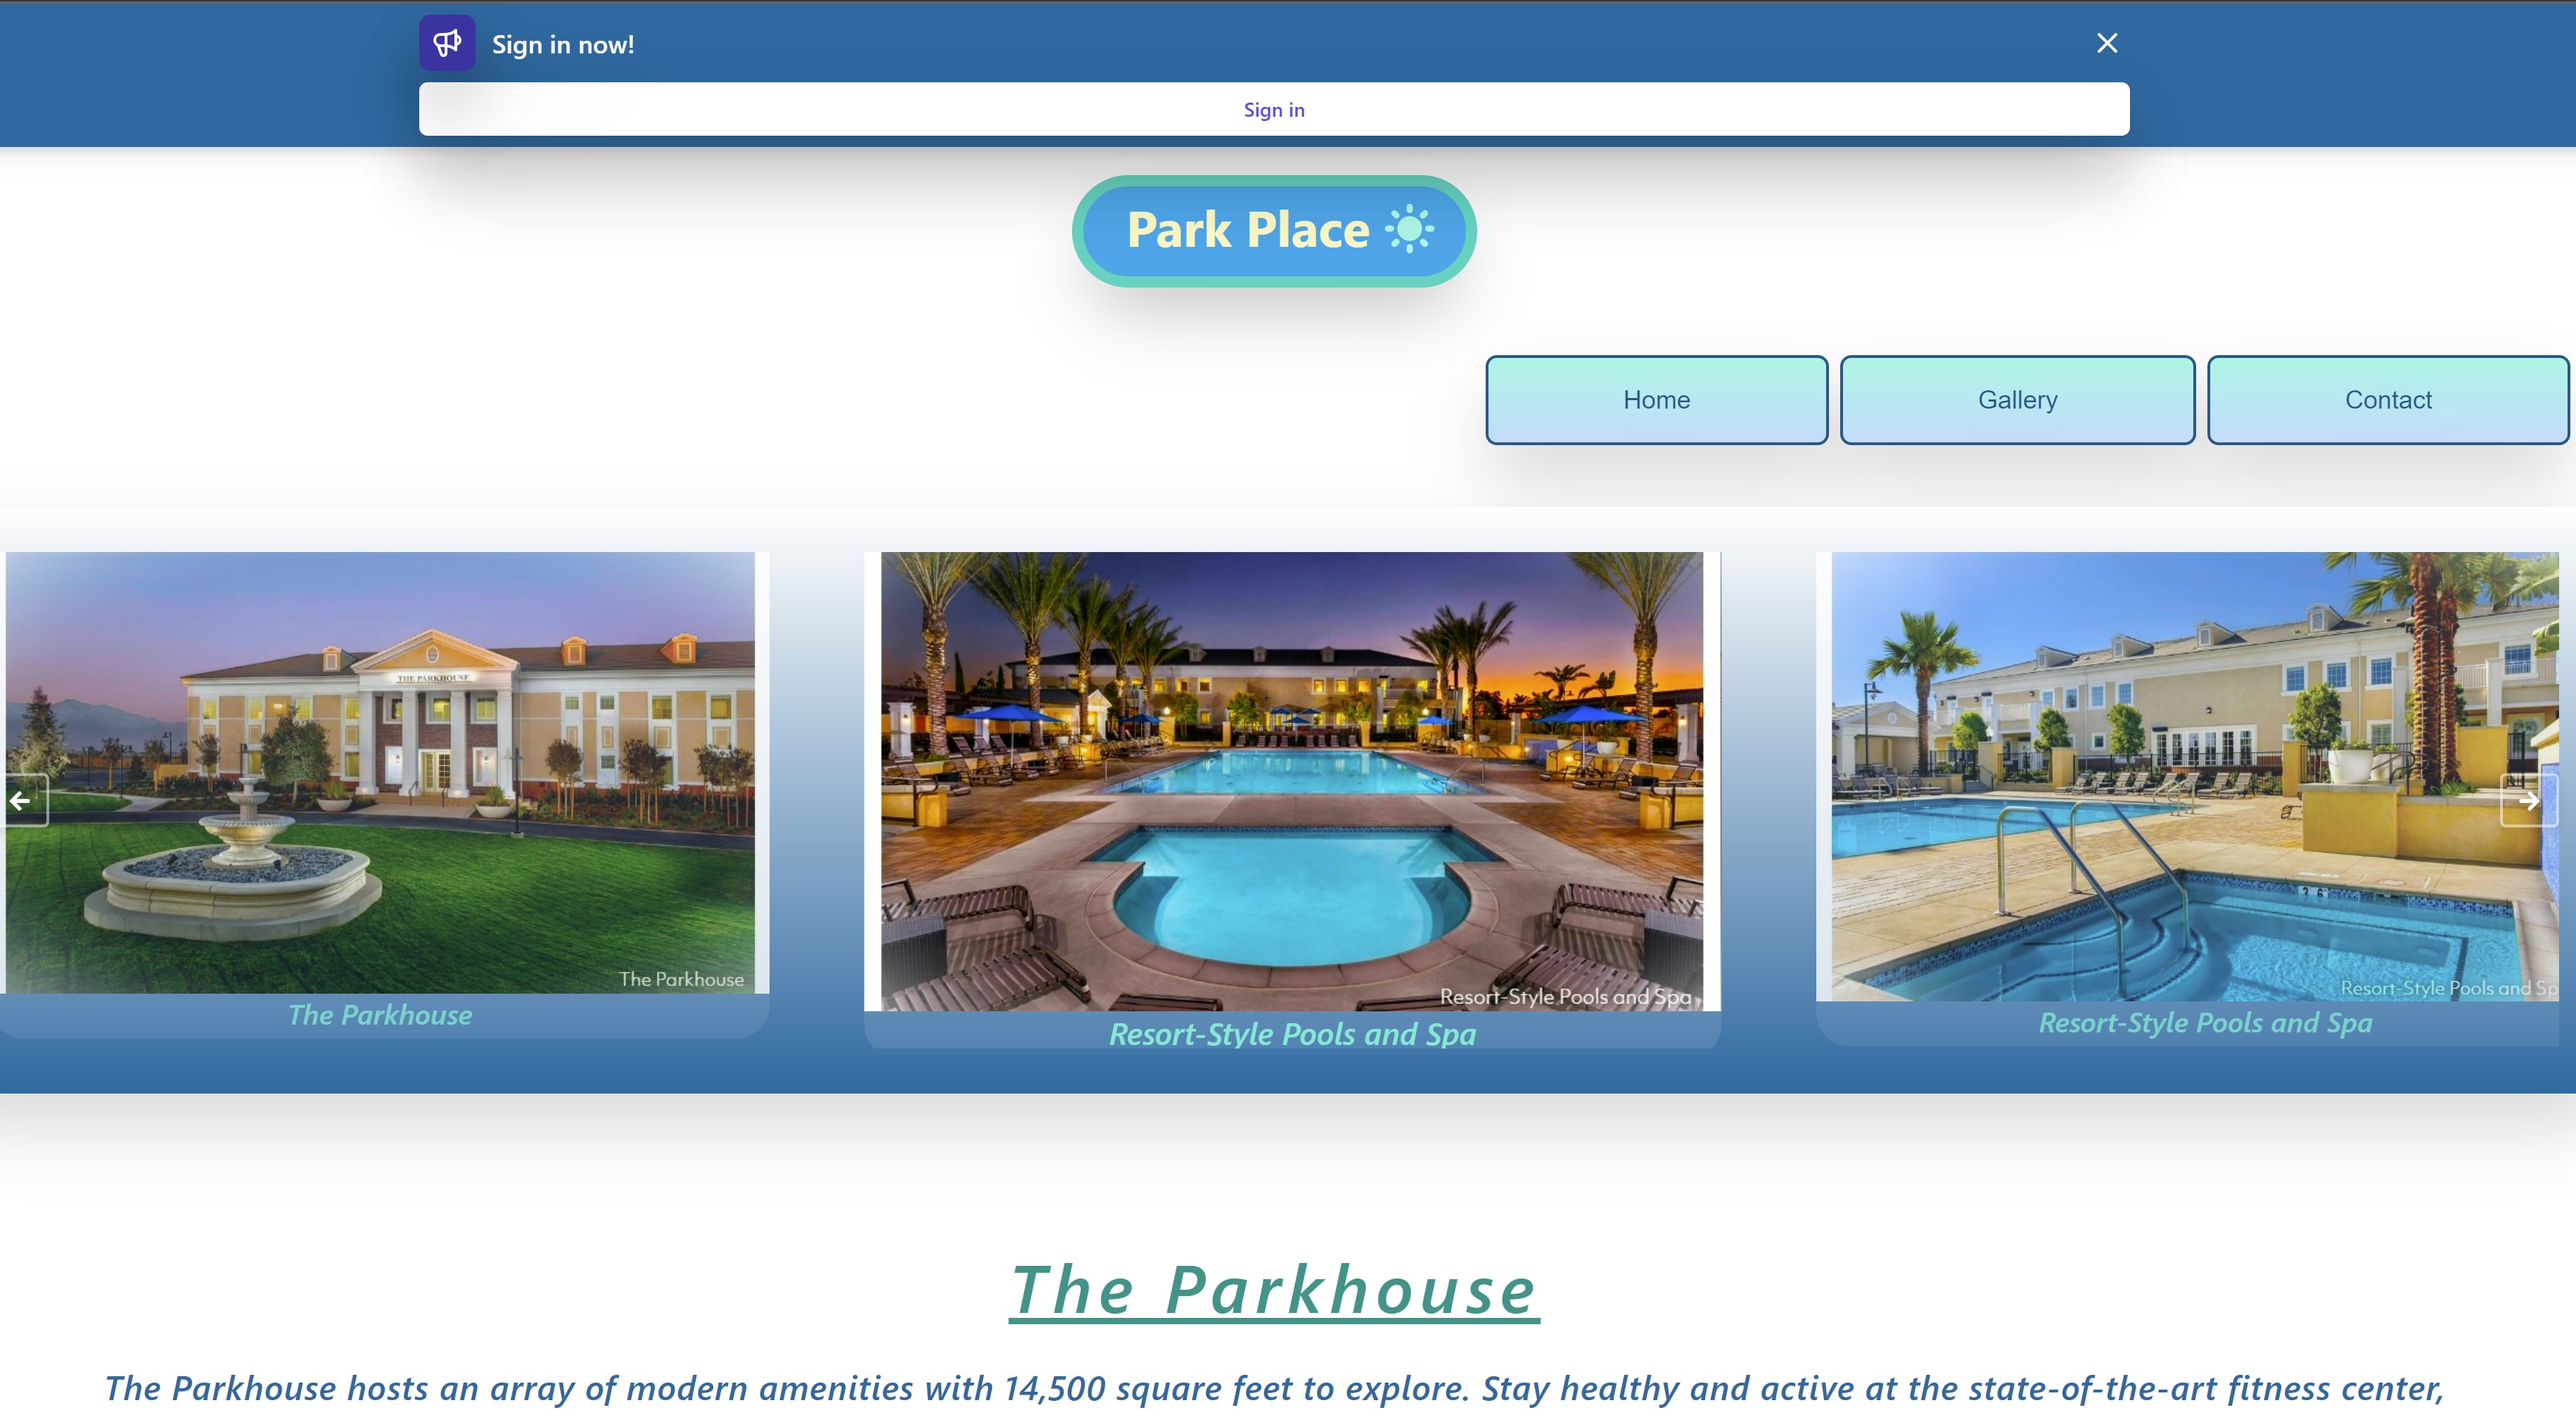 Sign in now!
Sign in
Park Place
Home
Gallery
Contact
THE PARKHOUSE
The Parkhouse
The Parkhouse
Resort-Style Pools and Spa
Resort-Style Pools and Spa
3 6
Resort-Style Pools and Sp
Resort-Style Pools and Spa
The Parkhouse
The Parkhouse hosts an array of modern amenities with 14,500 square feet to explore. Stay healthy and active at the state-of-the-art fitness center,